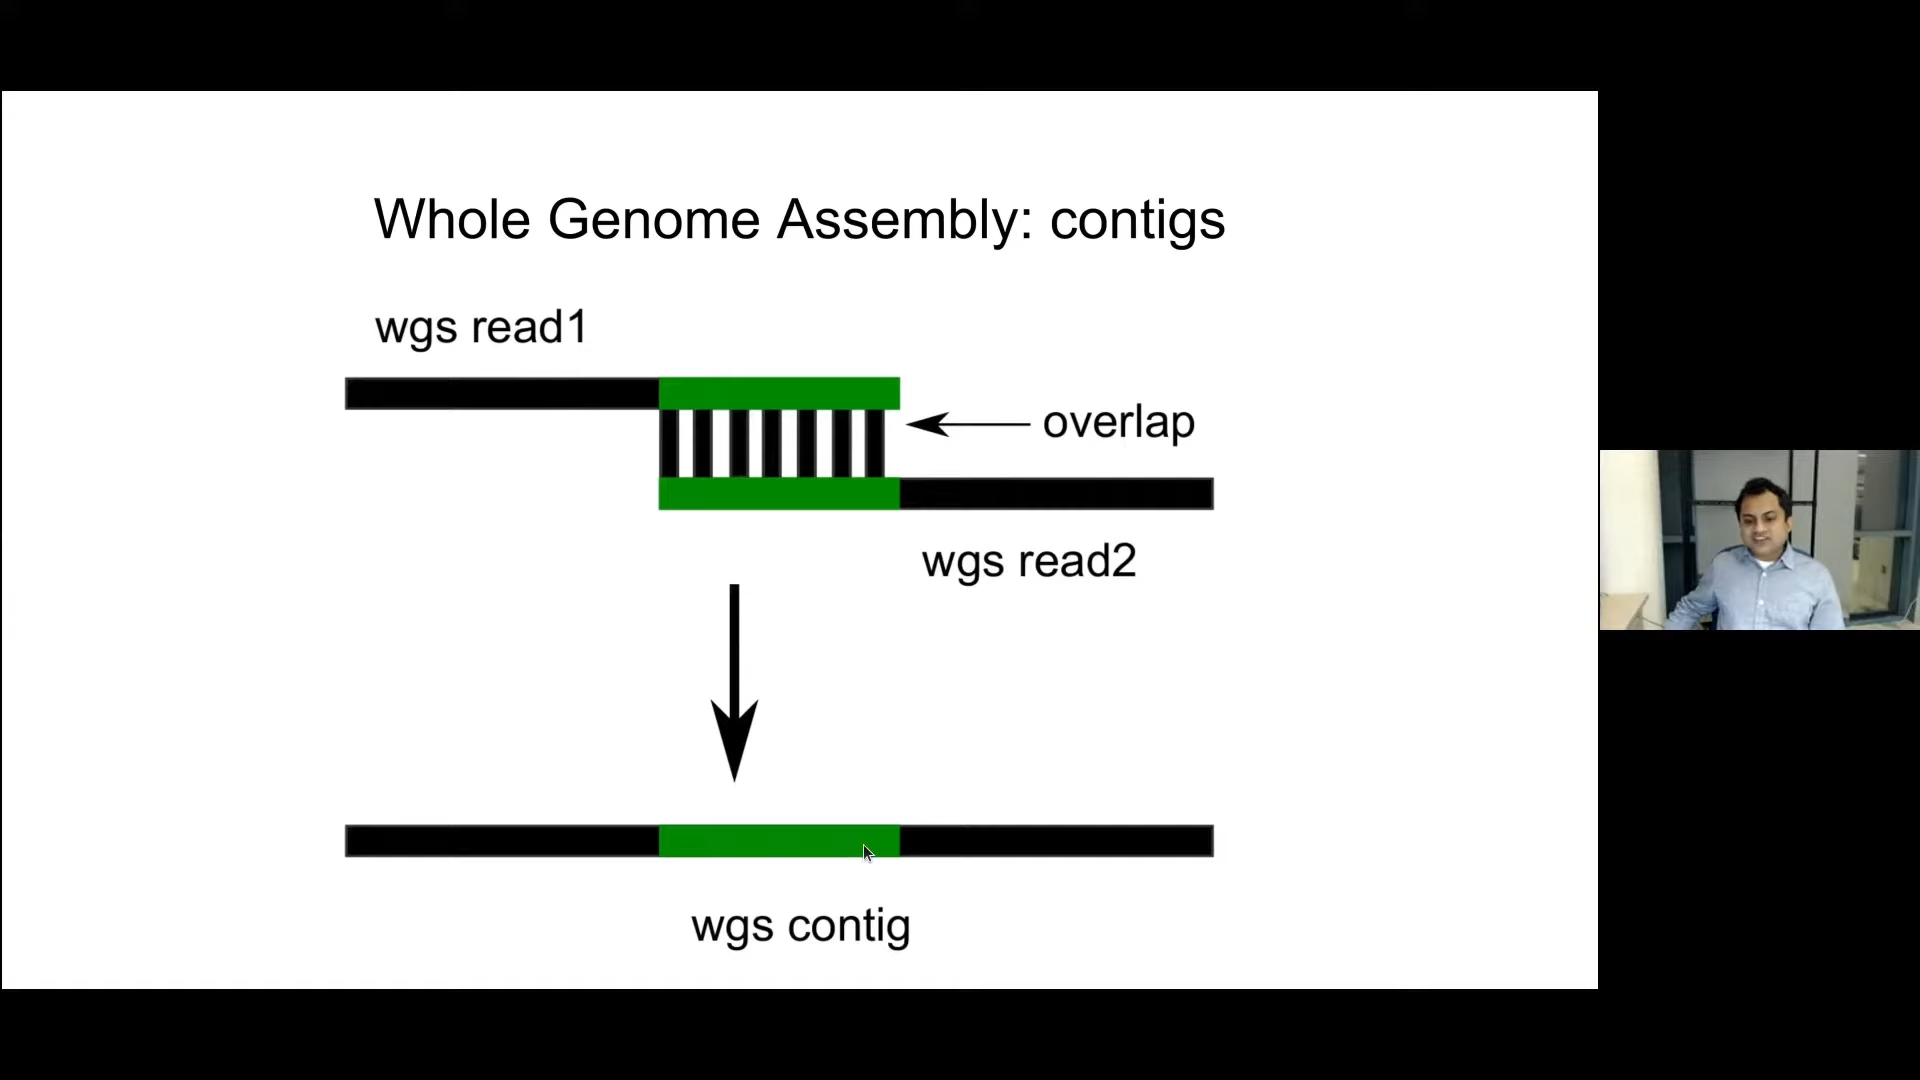 Whole Genome Assembly: contigs
wgs read1
overlap
wgs read2
wgs contig